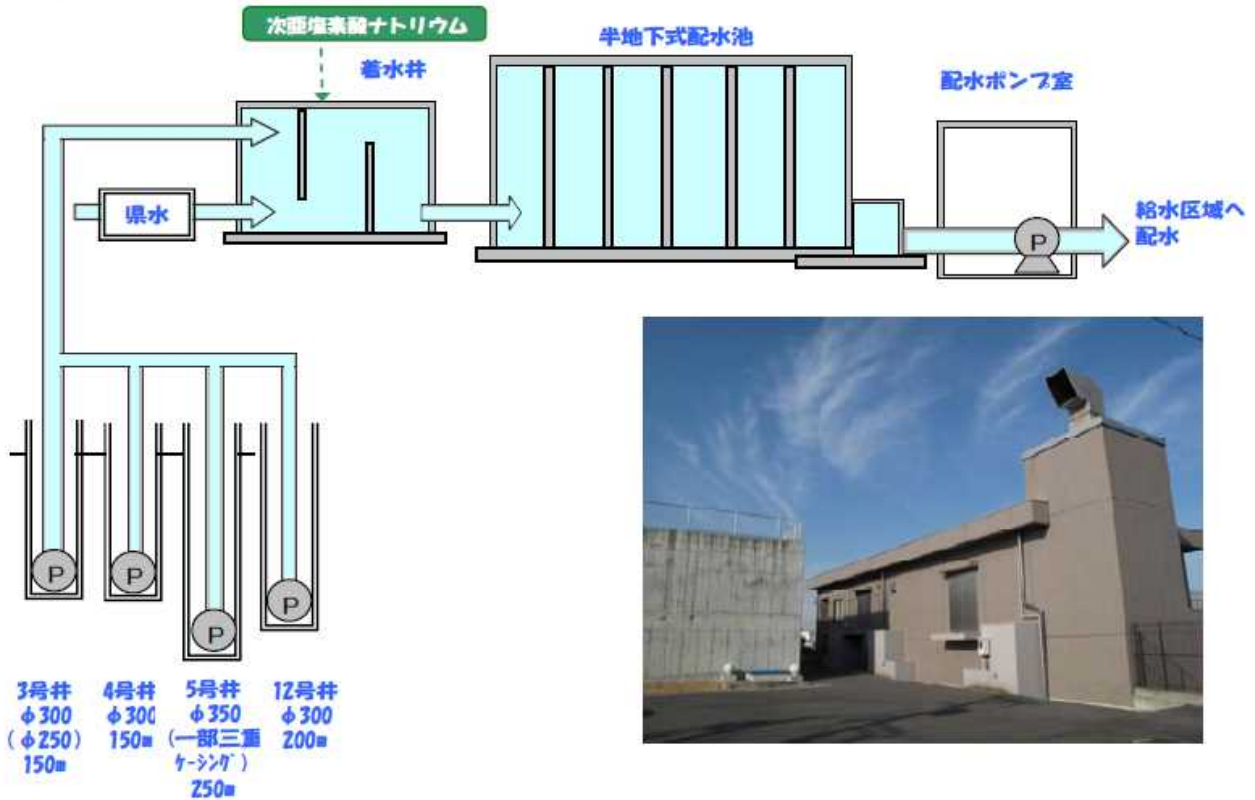 次亜塩素酸ナトリウム
着水井
半地下式配水池
配水ポンプ室
県水
P
給水区域へ
配水
P
P
P
P
3号井
φ300
(φ250)
150m
4号井
φ300
150m
5号井
φ350
(一部三重
ケーシング)
250m
12号井
φ300
200m